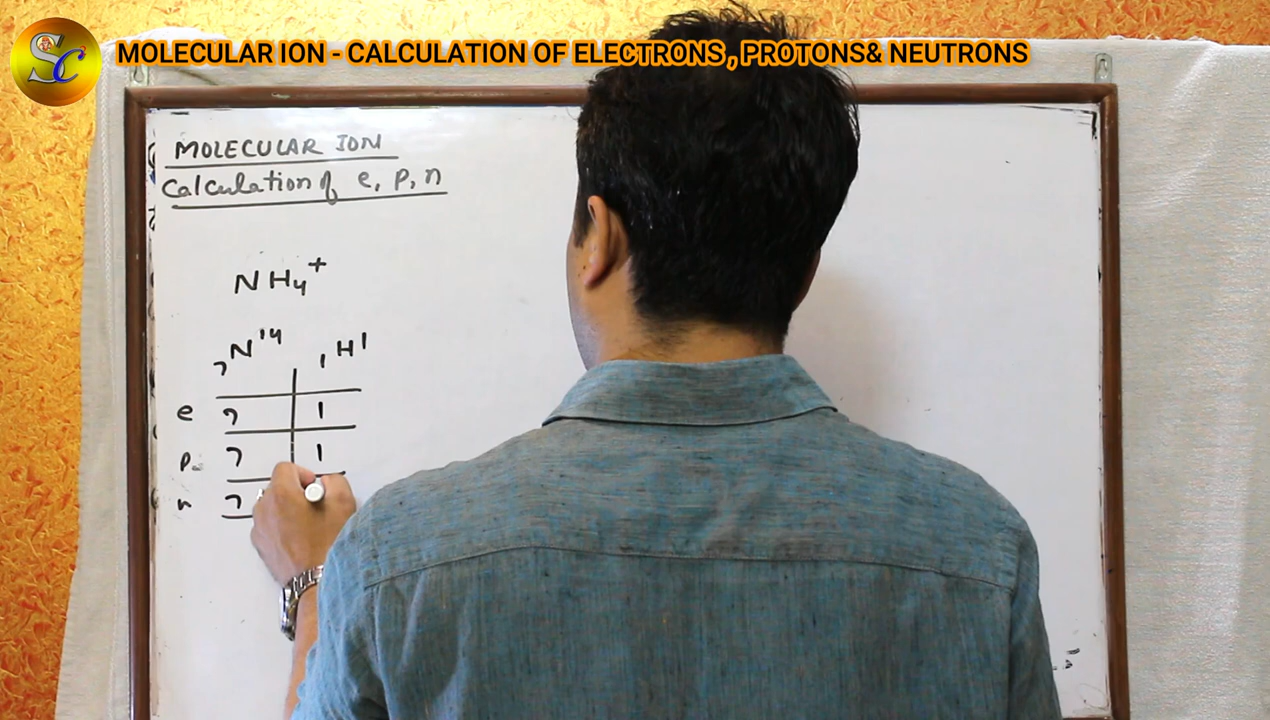 SC
MOLECULAR ION - CALCULATION OF ELECTRONS , PROTONS& NEUTRONS
MOLECULAR ION
Calculation of e, p, n
NH₄⁺
₇N¹⁴ ₁H¹
e 7 1
p 7 1
n 7